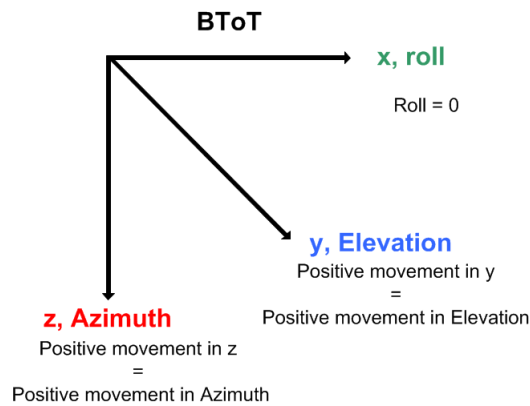 BToT
x, roll
Roll = 0
y, Elevation
Positive movement in y
=
Positive movement in Elevation
z, Azimuth
Positive movement in z
=
Positive movement in Azimuth